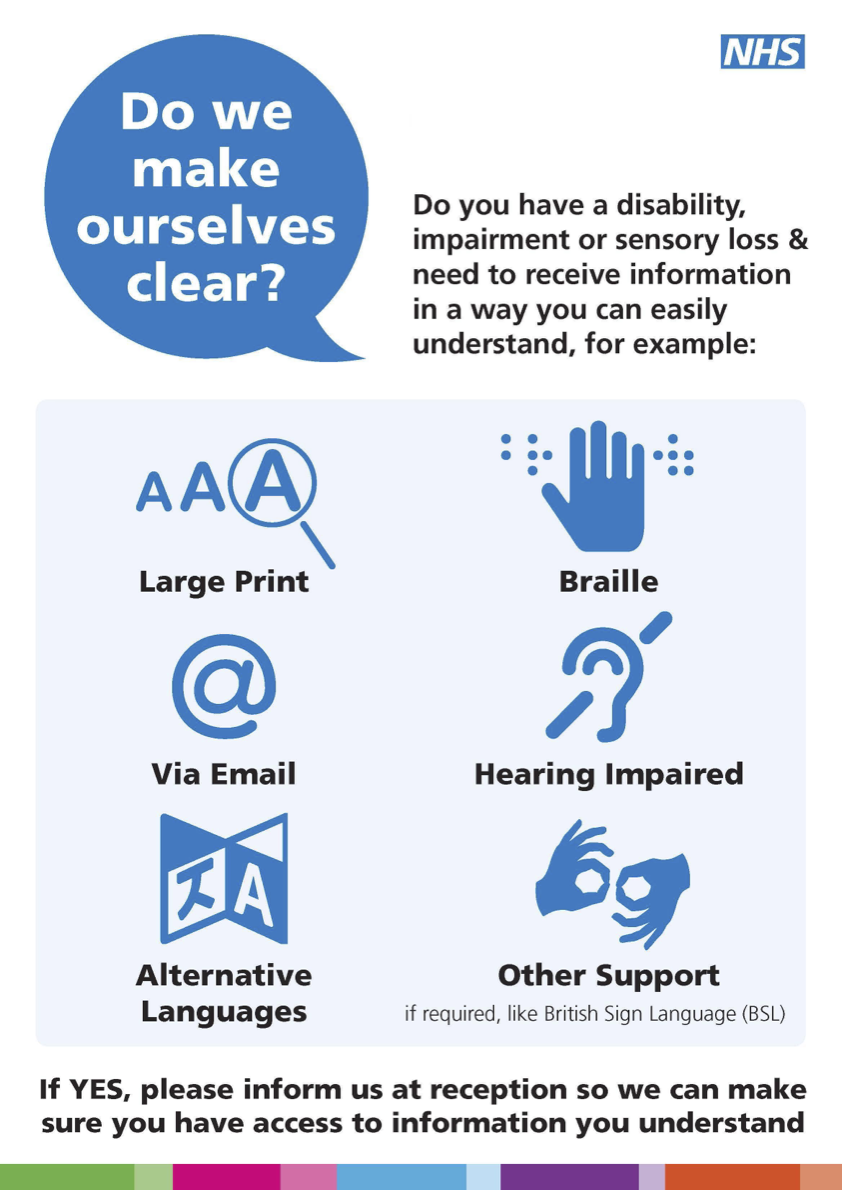 NHS
Do we
make
ourselves
clear?
Do you have a disability,
impairment or sensory loss &
need to receive information
in a way you can easily
understand, for example:
A A A
Large Print
Braille
@
Via Email
Hearing Impaired
A
Alternative
Languages
Other Support
if required, like British Sign Language (BSL)
If YES, please inform us at reception so we can make
sure you have access to information you understand